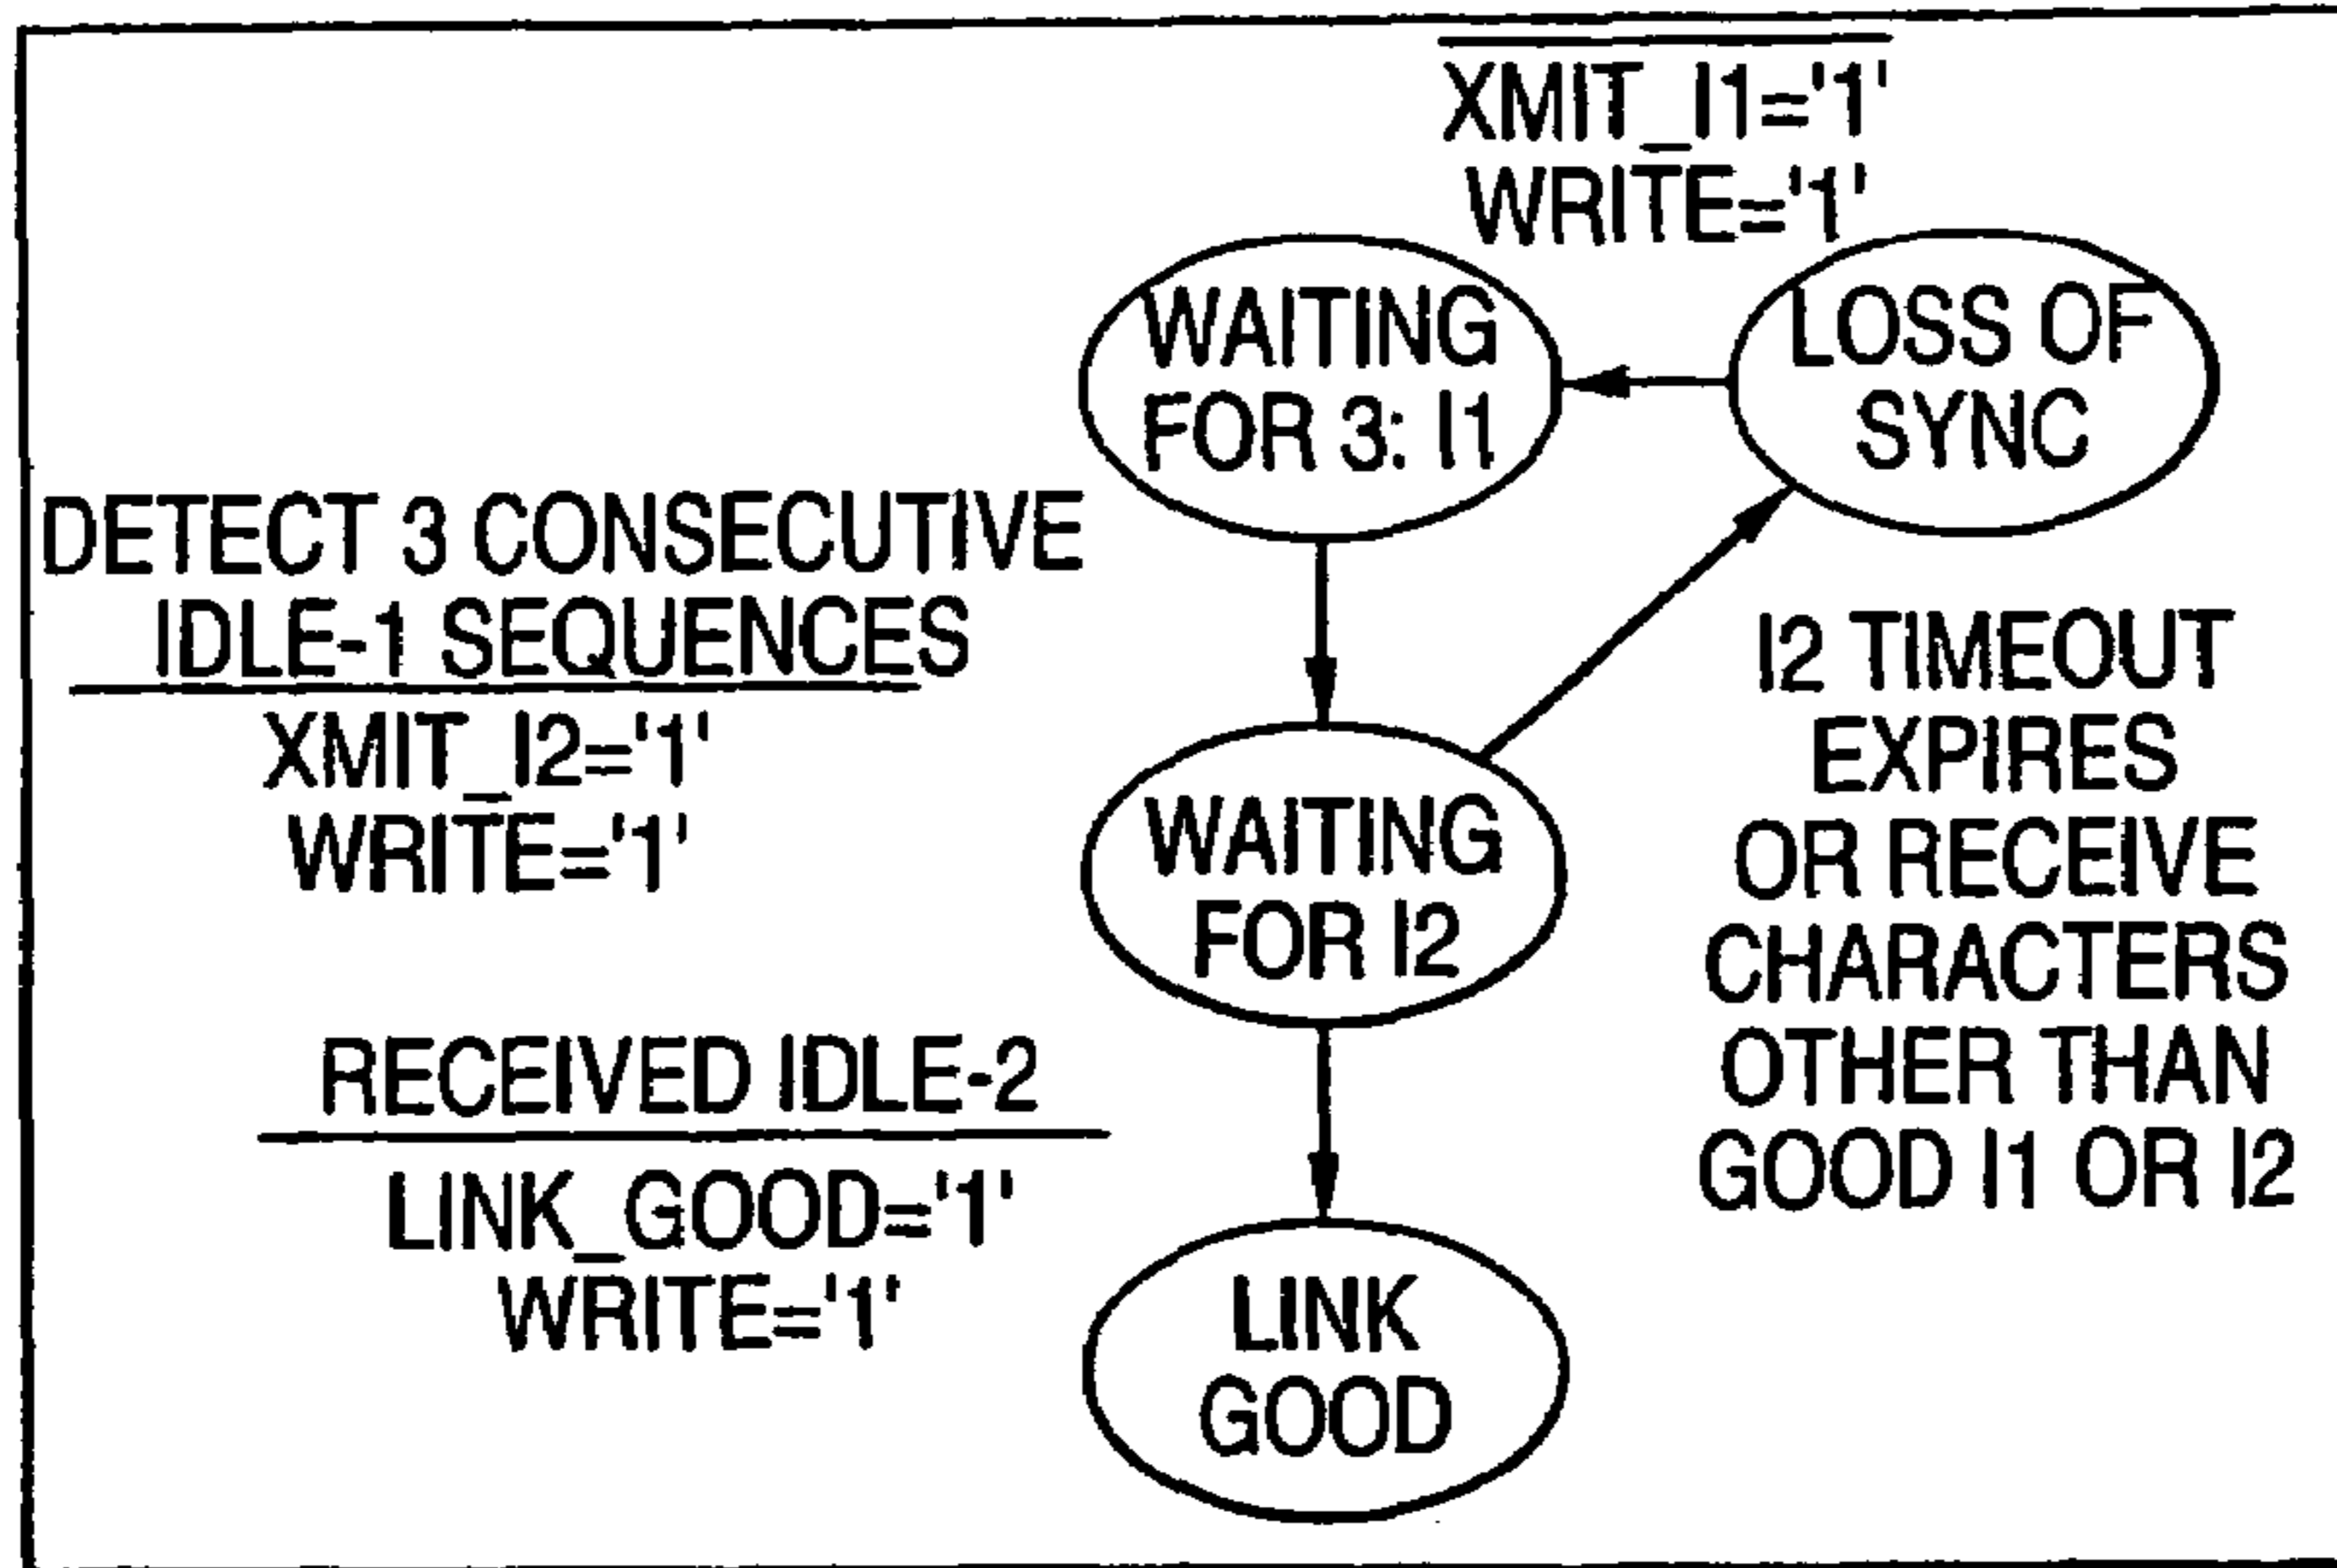 XMIT_I1='1'
WRITE='1'
WAITING
FOR 3: I1
LOSS OF
SYNC
DETECT 3 CONSECUTIVE
IDLE-1 SEQUENCES
XMIT_I2='1'
WRITE='1'
I2 TIMEOUT
EXPIRES
OR RECEIVE
CHARACTERS
OTHER THAN
GOOD I1 OR I2
WAITING
FOR I2
RECEIVED IDLE-2
LINK_GOOD='1'
WRITE='1'
LINK
GOOD